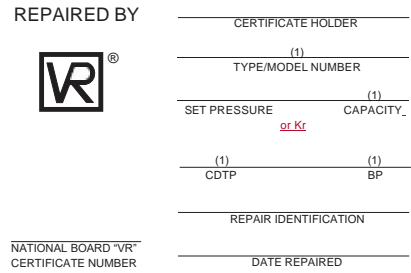 REPAIRED BY
CERTIFICATE HOLDER
VR ®
(1)
TYPE/MODEL NUMBER
(1)
SET PRESSURE CAPACITY_
or Kr
(1) (1)
CDTP BP
REPAIR IDENTIFICATION
NATIONAL BOARD “VR”
CERTIFICATE NUMBER
DATE REPAIRED